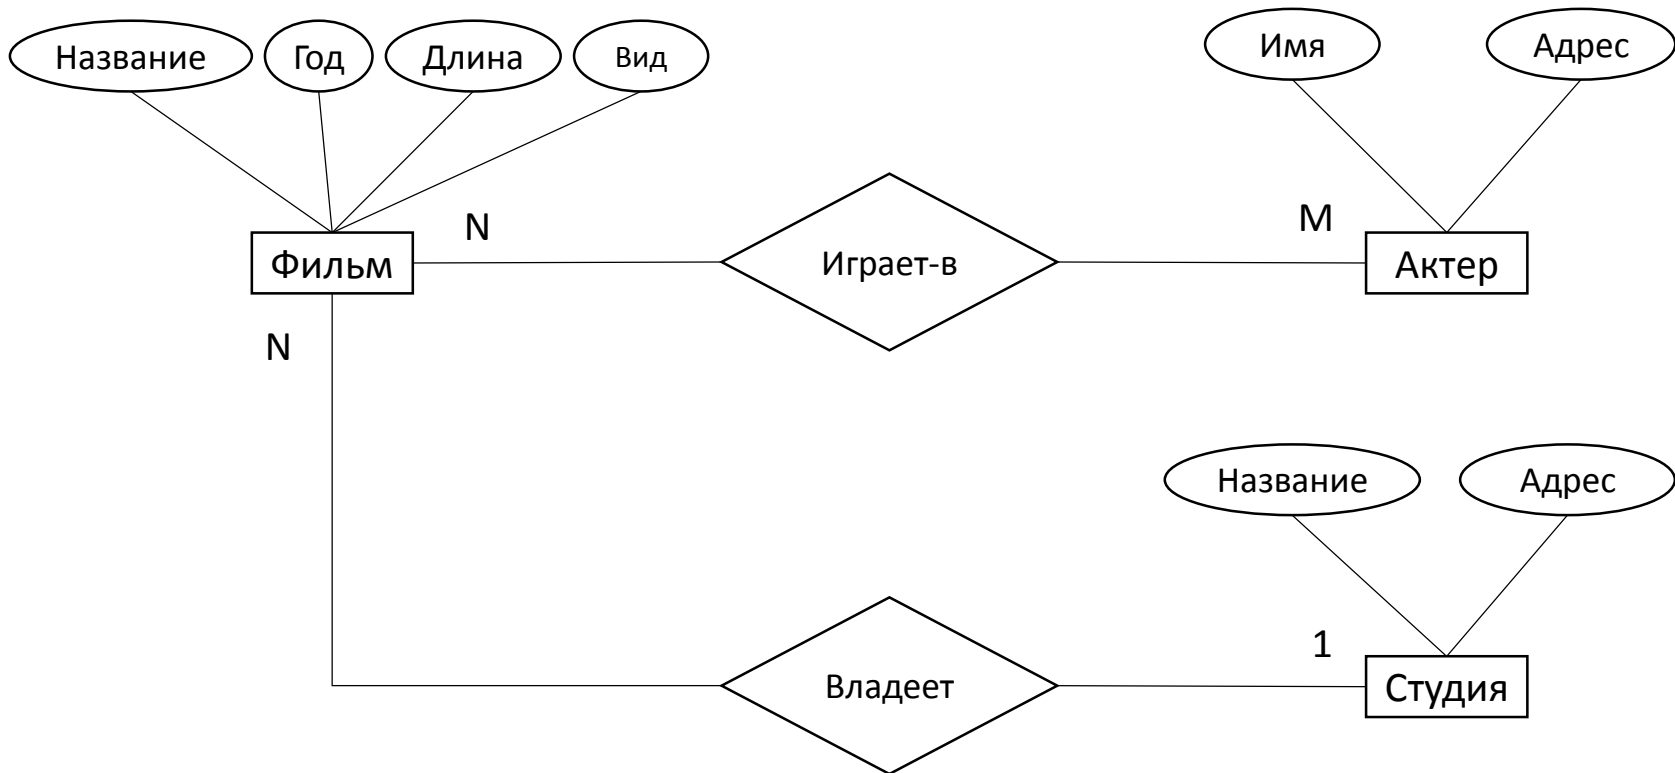 Название
Год
Длина
Вид
Имя
Адрес
N
M
Фильм
Играет-в
Актер
N
Название
Адрес
1
Владеет
Студия